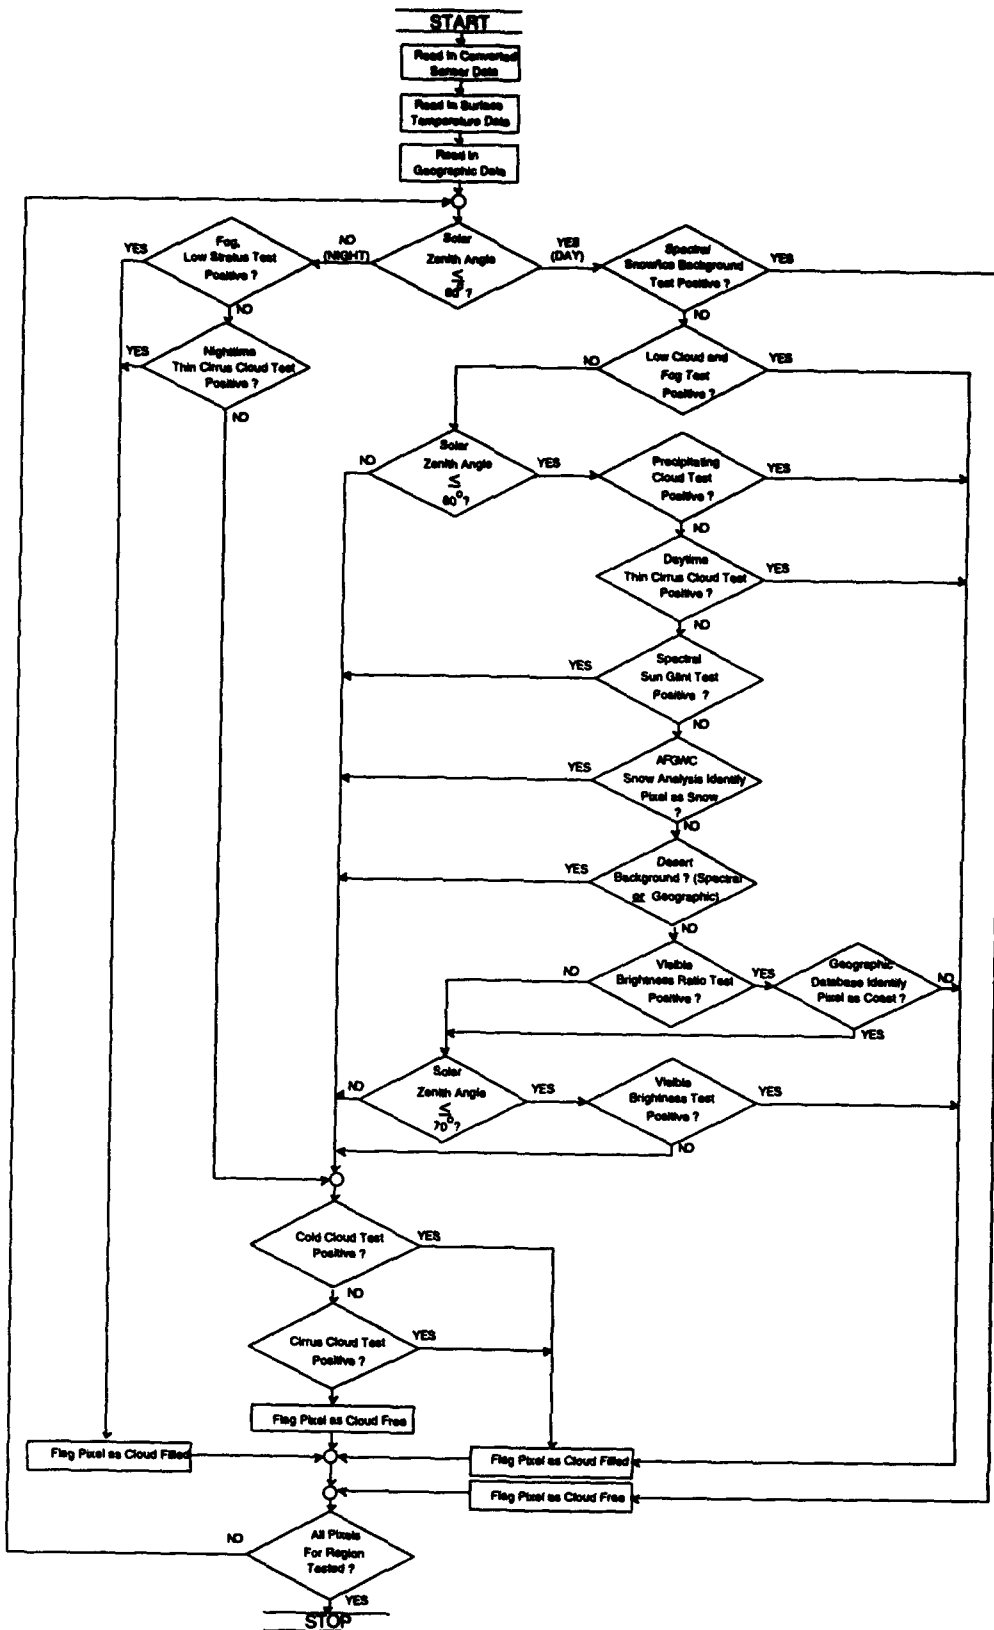 START
Read in Converted
Sensor Data
Read in Surface
Temperature Data
Read in
Geographic Data
Fog,
Low Stratus Test
Positive ?
YES
NO
NO
(NIGHT)
Solar
Zenith Angle
≤
?
YES
(DAY)
Spectral
Snow/Ice Background
Test Positive ?
YES
NO
Nighttime
Thin Cirrus Cloud Test
Positive ?
YES
NO
Low Cloud and
Fog Test
Positive ?
NO
YES
Solar
Zenith Angle
≤
80°?
NO
YES
Precipitating
Cloud Test
Positive ?
YES
NO
Daytime
Thin Cirrus Cloud Test
Positive ?
YES
NO
Spectral
Sun Glint Test
Positive ?
YES
NO
AFGWC
Snow Analysis Identify
Pixel as Snow
?
YES
NO
Desert
Background ? (Spectral
or Geographic)
YES
NO
Visible
Brightness Ratio Test
Positive ?
NO
YES
Geographic
Database Identify
Pixel as Coast ?
NO
YES
Solar
Zenith Angle
≤
70°?
NO
YES
Visible
Brightness Test
Positive ?
YES
NO
Cold Cloud Test
Positive ?
YES
NO
Cirrus Cloud Test
Positive ?
YES
Flag Pixel as Cloud Free
Flag Pixel as Cloud Filled
Flag Pixel as Cloud Filled
Flag Pixel as Cloud Free
All Pixels
For Region
Tested ?
NO
YES
STOP